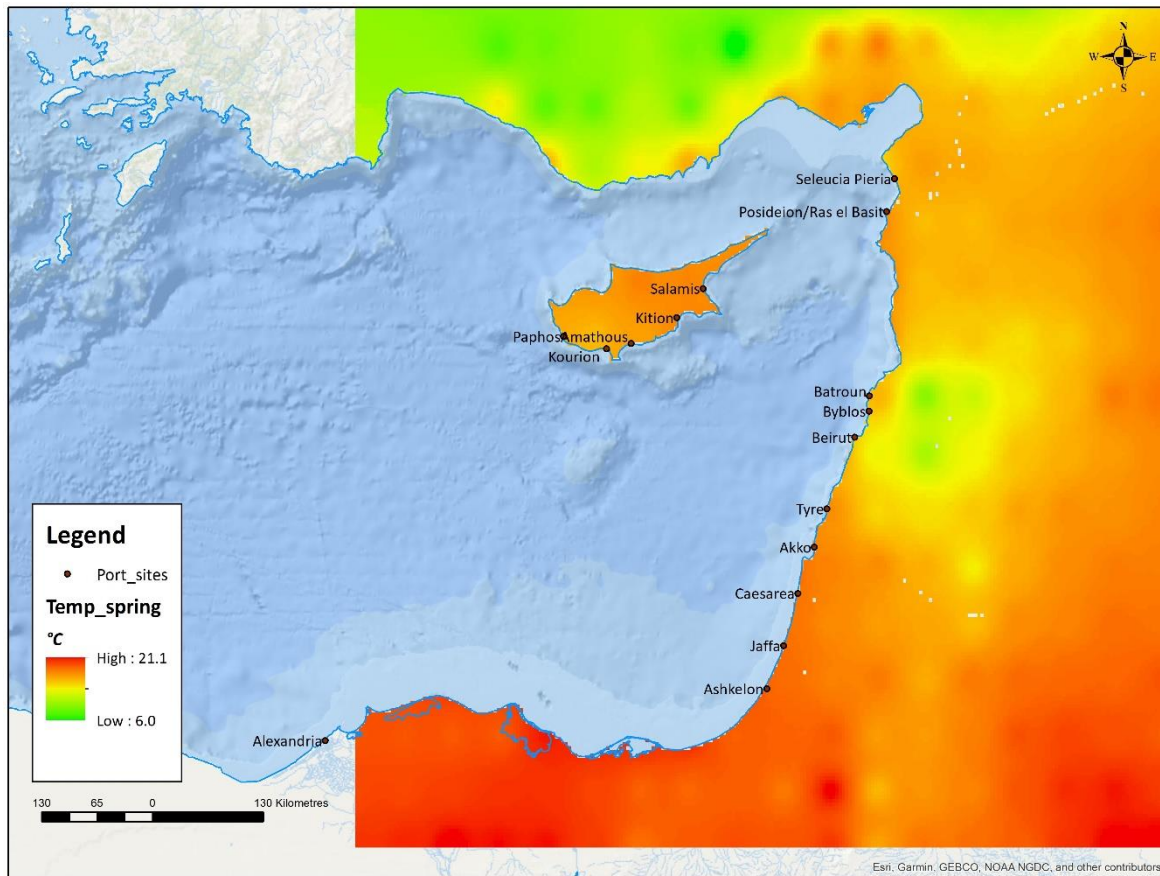 N
W E
S
Seleucia Pieria
Posideion/Ras el Basit
Salamis
Kition
Paphos Amathous
Kourion
Batroun
Byblos
Beirut
Tyre
Akko
Caesarea
Jaffa
Ashkelon
Alexandria
Legend
Port_sites
Temp_spring
°C
High : 21.1
Low : 6.0
130 65 0 130 Kilometres
Esri, Garmin, GEBCO, NOAA NGDC, and other contributors